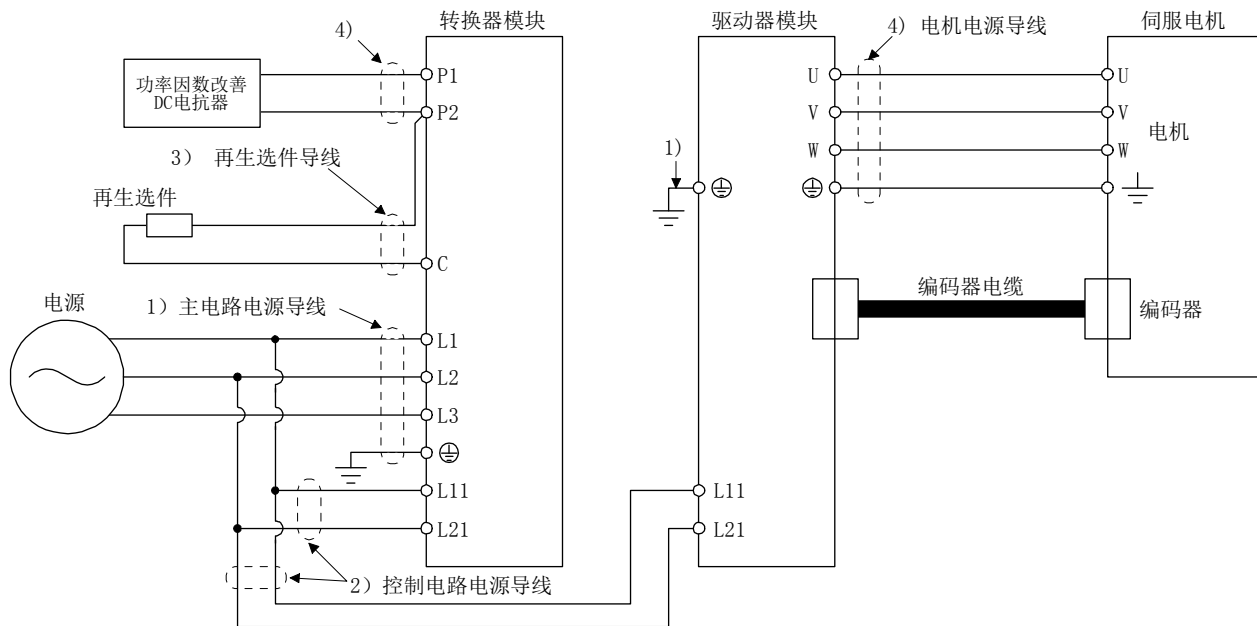 转换器模块
驱动器模块
伺服电机
4)
4) 电机电源导线
功率因数改善
DC电抗器
P1
P2
U
V
W
U
V
W
电机
1)
3) 再生选件导线
再生选件
C
电源
1)主电路电源导线
编码器电缆
编码器
L1
L2
L3
L11
L21
L11
L21
2)控制电路电源导线